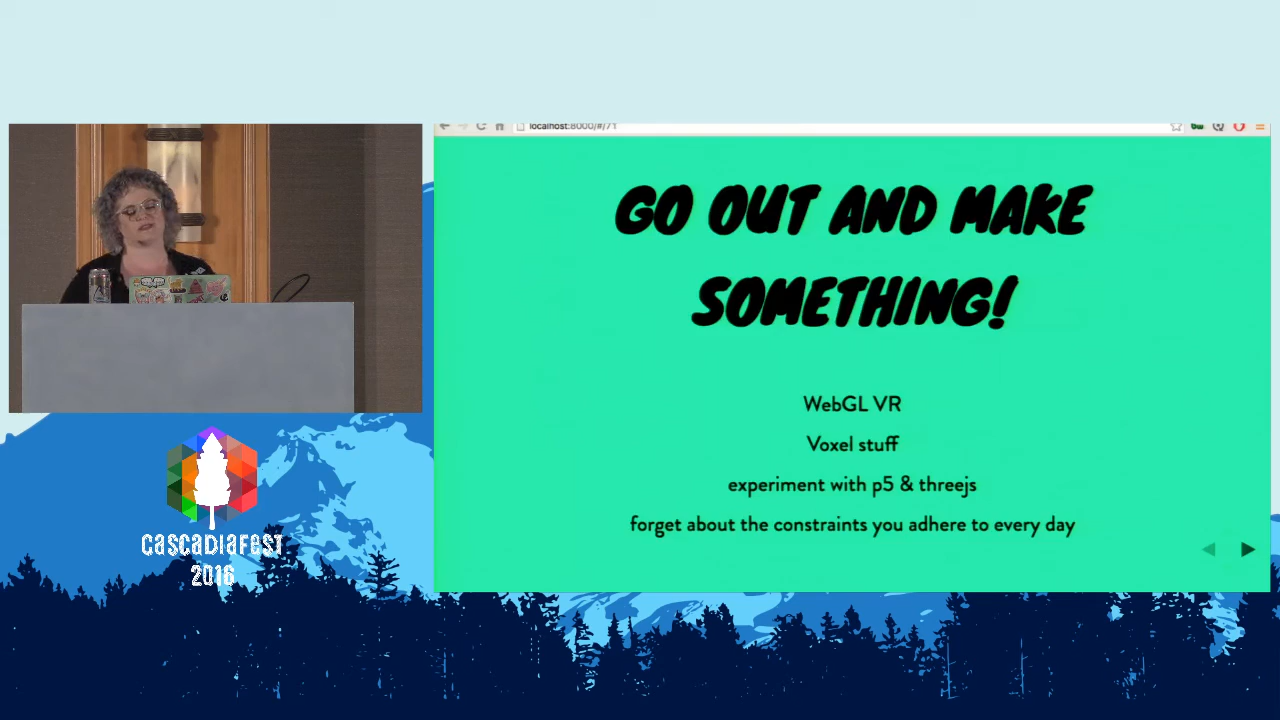 localhost:8000/#/71
GO OUT AND MAKE
SOMETHING!
WebGL VR
Voxel stuff
experiment with p5 & threejs
forget about the constraints you adhere to every day
CASCADIAFEST
2016